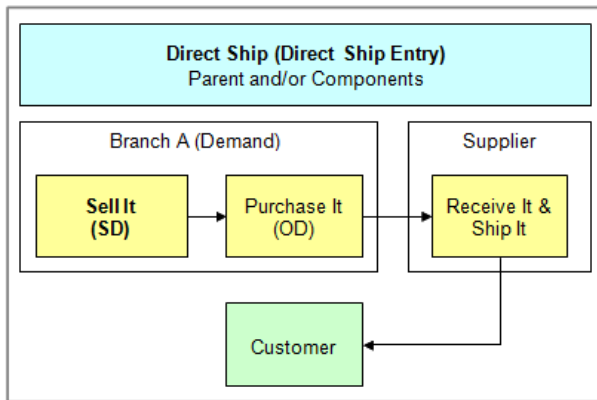 Direct Ship (Direct Ship Entry)
Parent and/or Components
Branch A (Demand)
Supplier
Sell It
(SD)
Purchase It
(OD)
Receive It &
Ship It
Customer